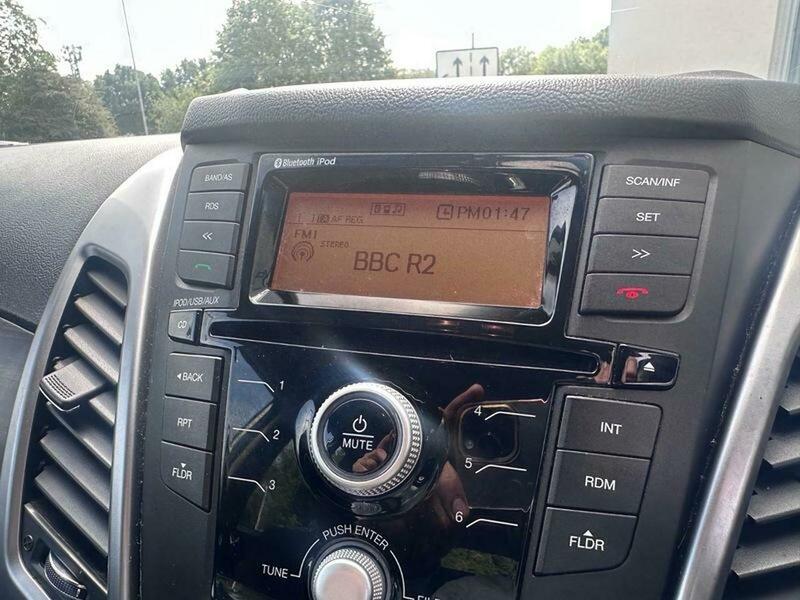 Bluetooth iPod
BAND/AS
RDS
IPOD/USB/AUX
CD
BACK
RPT
FLDR
AF REG
PM01:47
FM1
STEREO
BBC R2
1
2
3
MUTE
4
5
6
PUSH ENTER
TUNE
SCAN/INF
SET
INT
RDM
FLDR